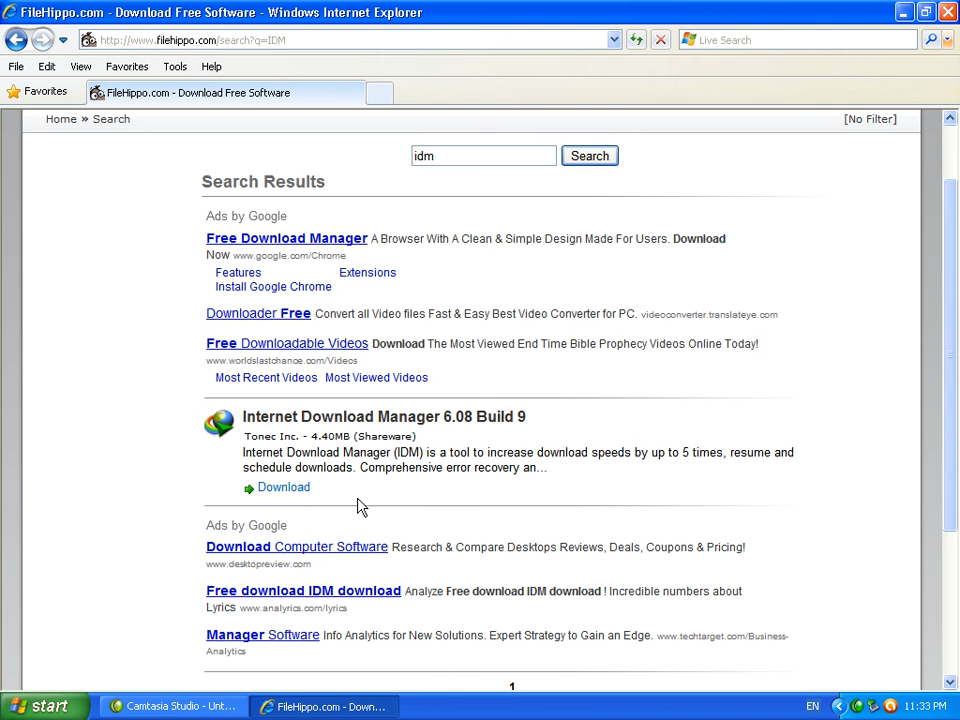 FileHippo.com - Download Free Software - Windows Internet Explorer
http://www.filehippo.com/search?q=IDM
Live Search
File Edit View Favorites Tools Help
Favorites FileHippo.com - Download Free Software
Home » Search [No Filter]
idm Search
Search Results
Ads by Google
Free Download Manager A Browser With A Clean & Simple Design Made For Users. Download
Now www.google.com/Chrome
Features Extensions
Install Google Chrome
Downloader Free Convert all Video files Fast & Easy Best Video Converter for PC. videoconverter.translateye.com
Free Downloadable Videos Download The Most Viewed End Time Bible Prophecy Videos Online Today!
www.worldslastchance.com/Videos
Most Recent Videos Most Viewed Videos
Internet Download Manager 6.08 Build 9
Tonec Inc. - 4.40MB (Shareware)
Internet Download Manager (IDM) is a tool to increase download speeds by up to 5 times, resume and
schedule downloads. Comprehensive error recovery an...
Download
Ads by Google
Download Computer Software Research & Compare Desktops Reviews, Deals, Coupons & Pricing!
www.desktopreview.com
Free download IDM download Analyze Free download IDM download ! Incredible numbers about
Lyrics www.analyrics.com/lyrics
Manager Software Info Analytics for New Solutions. Expert Strategy to Gain an Edge. www.techtarget.com/Business-
Analytics
1
start Camtasia Studio - Unt... FileHippo.com - Down... EN 11:33 PM